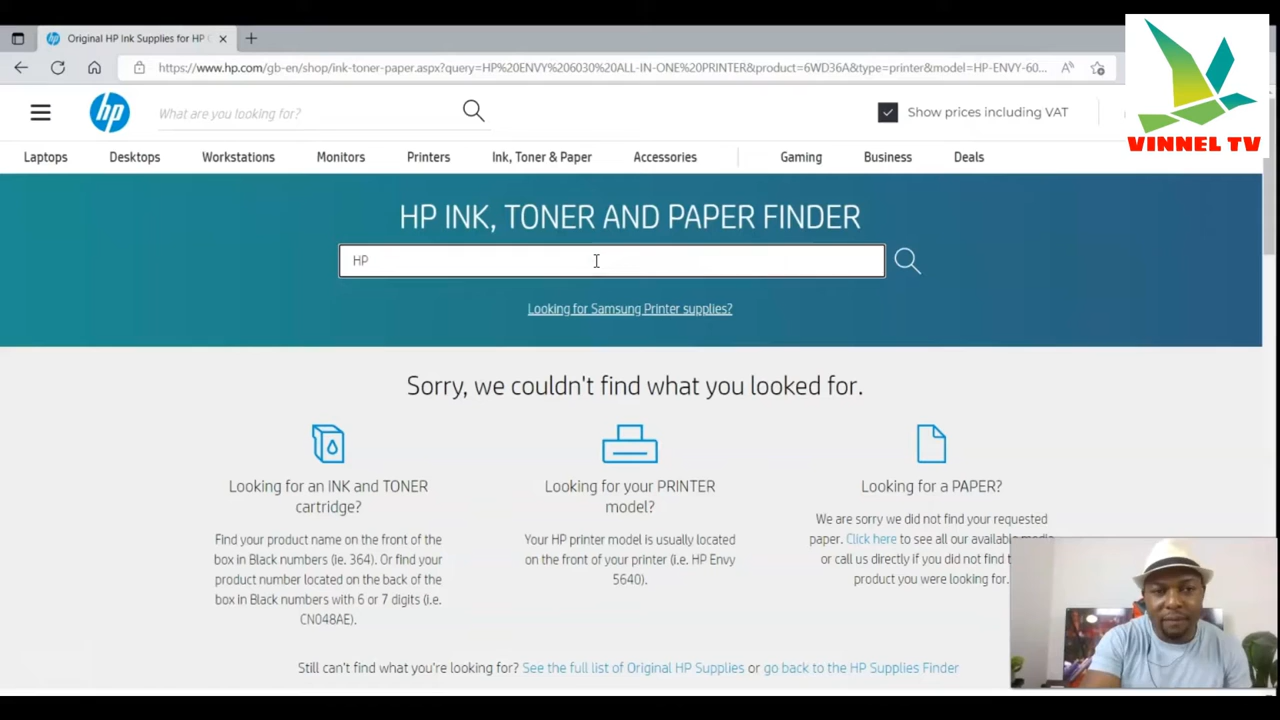 Original HP Ink Supplies for HP
https://www.hp.com/gb-en/shop/ink-toner-paper.aspx?query=HP%20ENVY%206030%20ALL-IN-ONE%20PRINTER&product=6WD36A&type=printer&model=HP-ENVY-60...
VINNEL TV
hp
What are you looking for?
Show prices including VAT
Laptops Desktops Workstations Monitors Printers Ink, Toner & Paper Accessories Gaming Business Deals
HP INK, TONER AND PAPER FINDER
HP
Looking for Samsung Printer supplies?
Sorry, we couldn't find what you looked for.
Looking for an INK and TONER
cartridge?
Find your product name on the front of the
box in Black numbers (ie. 364). Or find your
product number located on the back of the
box in Black numbers with 6 or 7 digits (i.e.
CN048AE).
Looking for your PRINTER
model?
Your HP printer model is usually located
on the front of your printer (i.e. HP Envy
5640).
Looking for a PAPER?
We are sorry we did not find your requested
paper. Click here to see all our available
or call us directly if you did not find
product you were looking for.
Still can't find what you're looking for? See the full list of Original HP Supplies or go back to the HP Supplies Finder